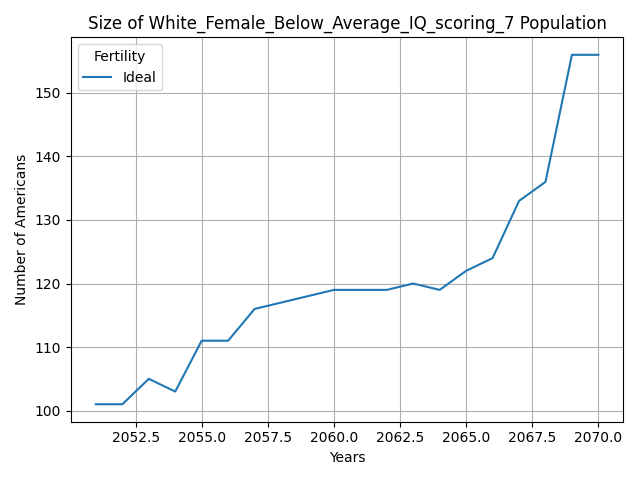 Size of White_Female_Below_Average_IQ_scoring_7 Population
Fertility
Ideal
Number of Americans
150
140
130
120
110
100
2052.5 2055.0 2057.5 2060.0 2062.5 2065.0 2067.5 2070.0
Years